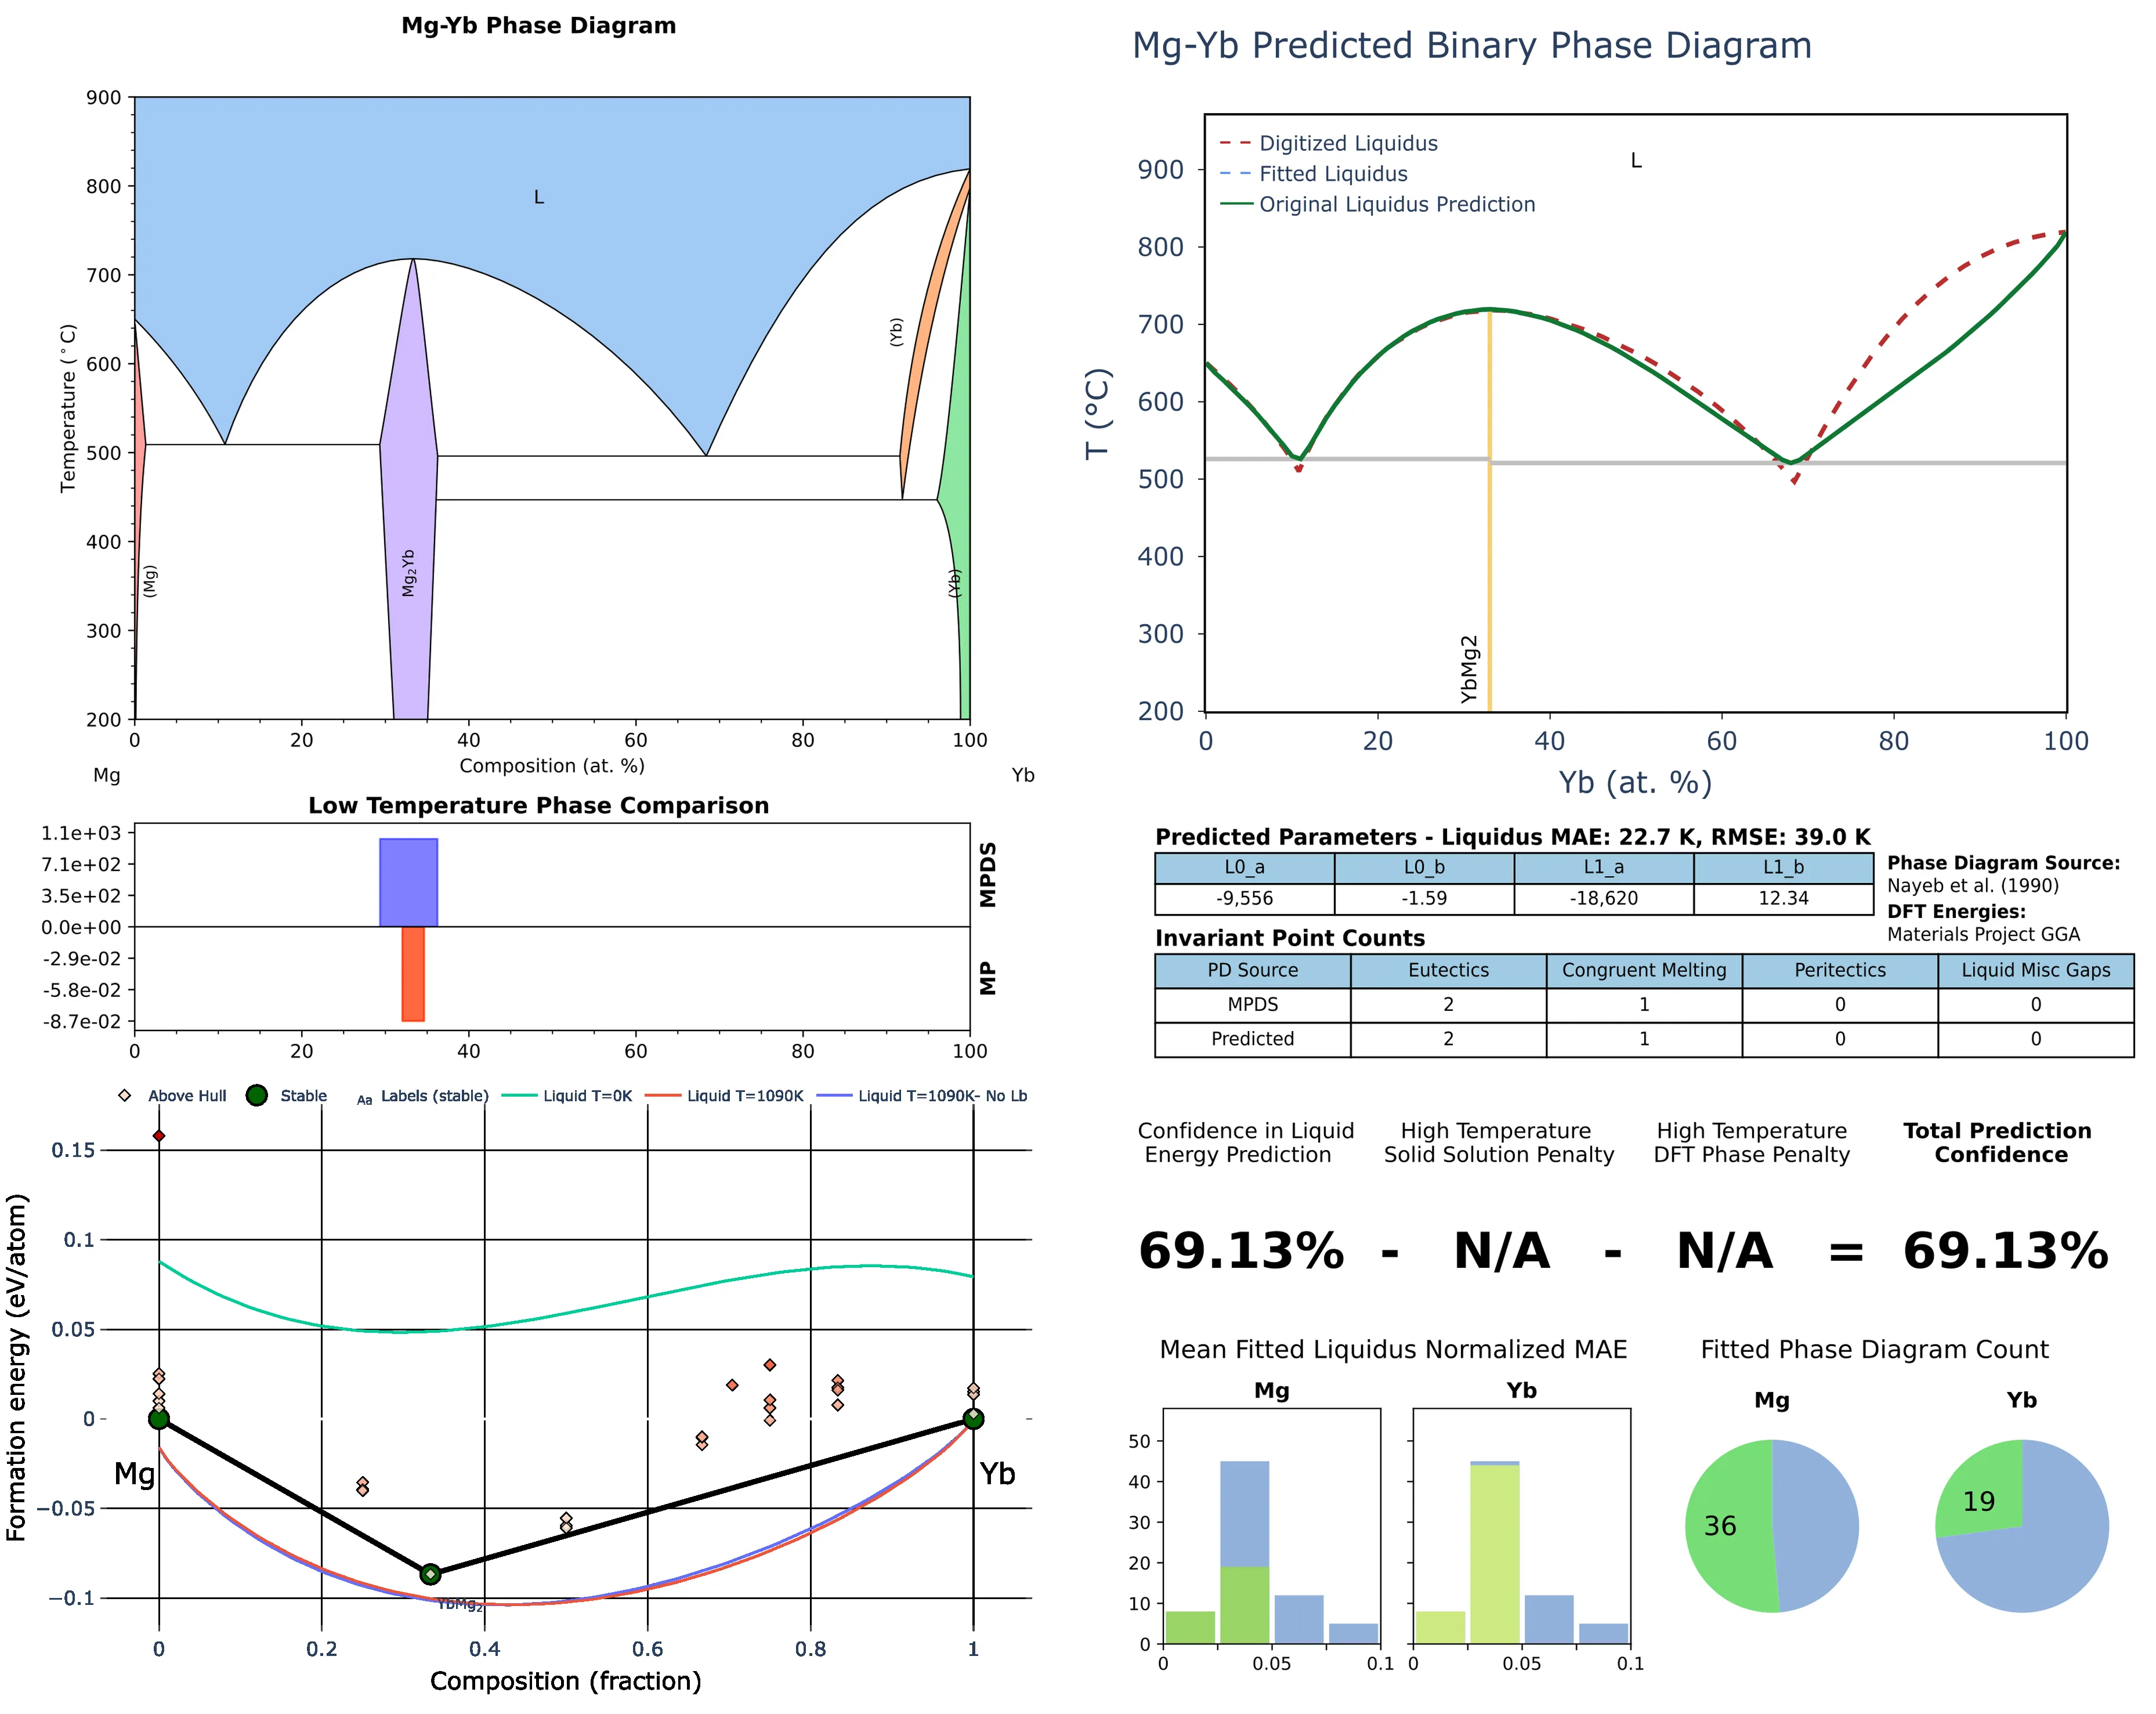 Mg-Yb Phase Diagram
900
800
700
600
500
400
300
200
Temperature (°C)
L
(Mg)
Mg₂Yb
(Yb)
(Yb)
0 20 40 60 80 100
Composition (at. %)
Mg Yb
Mg-Yb Predicted Binary Phase Diagram
Digitized Liquidus
Fitted Liquidus
Original Liquidus Prediction
L
900
800
700
600
500
400
300
200
T (°C)
YbMg2
0 20 40 60 80 100
Yb (at. %)
Low Temperature Phase Comparison
1.1e+03
7.1e+02
3.5e+02
0.0e+00
-2.9e-02
-5.8e-02
-8.7e-02
MPDS
MP
0 20 40 60 80 100
Predicted Parameters - Liquidus MAE: 22.7 K, RMSE: 39.0 K
L0_a L0_b L1_a L1_b
-9,556 -1.59 -18,620 12.34
Phase Diagram Source:
Nayeb et al. (1990)
DFT Energies:
Materials Project GGA
Invariant Point Counts
PD Source Eutectics Congruent Melting Peritectics Liquid Misc Gaps
MPDS 2 1 0 0
Predicted 2 1 0 0
Above Hull Stable Aa Labels (stable) Liquid T=0K Liquid T=1090K Liquid T=1090K- No Lb
0.15
0.1
0.05
0
−0.05
−0.1
Formation energy (eV/atom)
Mg Yb
YbMg₂
0 0.2 0.4 0.6 0.8 1
Composition (fraction)
Confidence in Liquid
Energy Prediction
High Temperature
Solid Solution Penalty
High Temperature
DFT Phase Penalty
Total Prediction
Confidence
69.13% - N/A - N/A = 69.13%
Mean Fitted Liquidus Normalized MAE
Mg Yb
50
40
30
20
10
0
0 0.05 0.1 0 0.05 0.1
Fitted Phase Diagram Count
Mg Yb
36 19